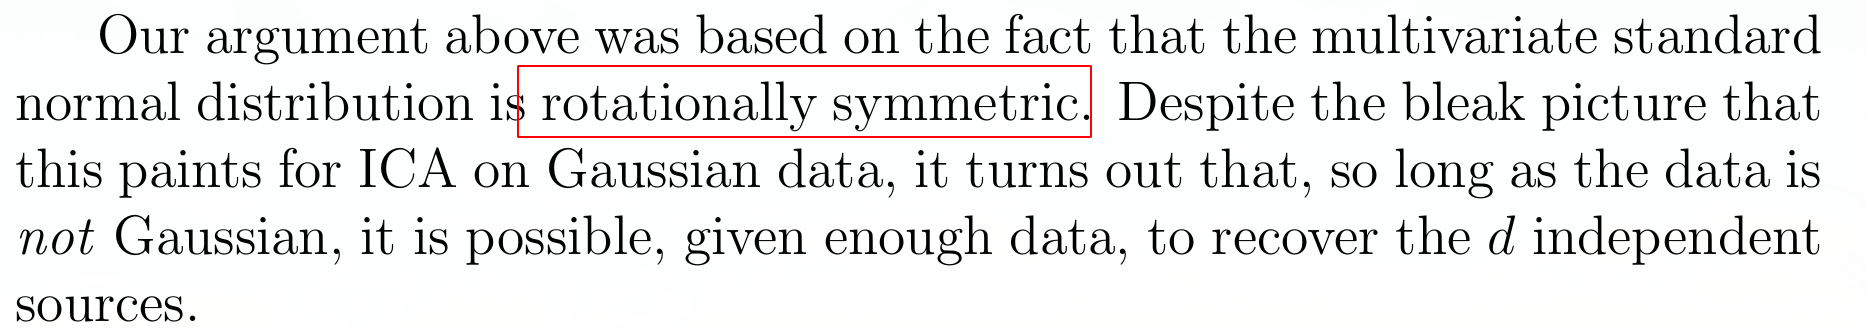 Our argument above was based on the fact that the multivariate standard
normal distribution is rotationally symmetric. Despite the bleak picture that
this paints for ICA on Gaussian data, it turns out that, so long as the data is
not Gaussian, it is possible, given enough data, to recover the d independent
sources.